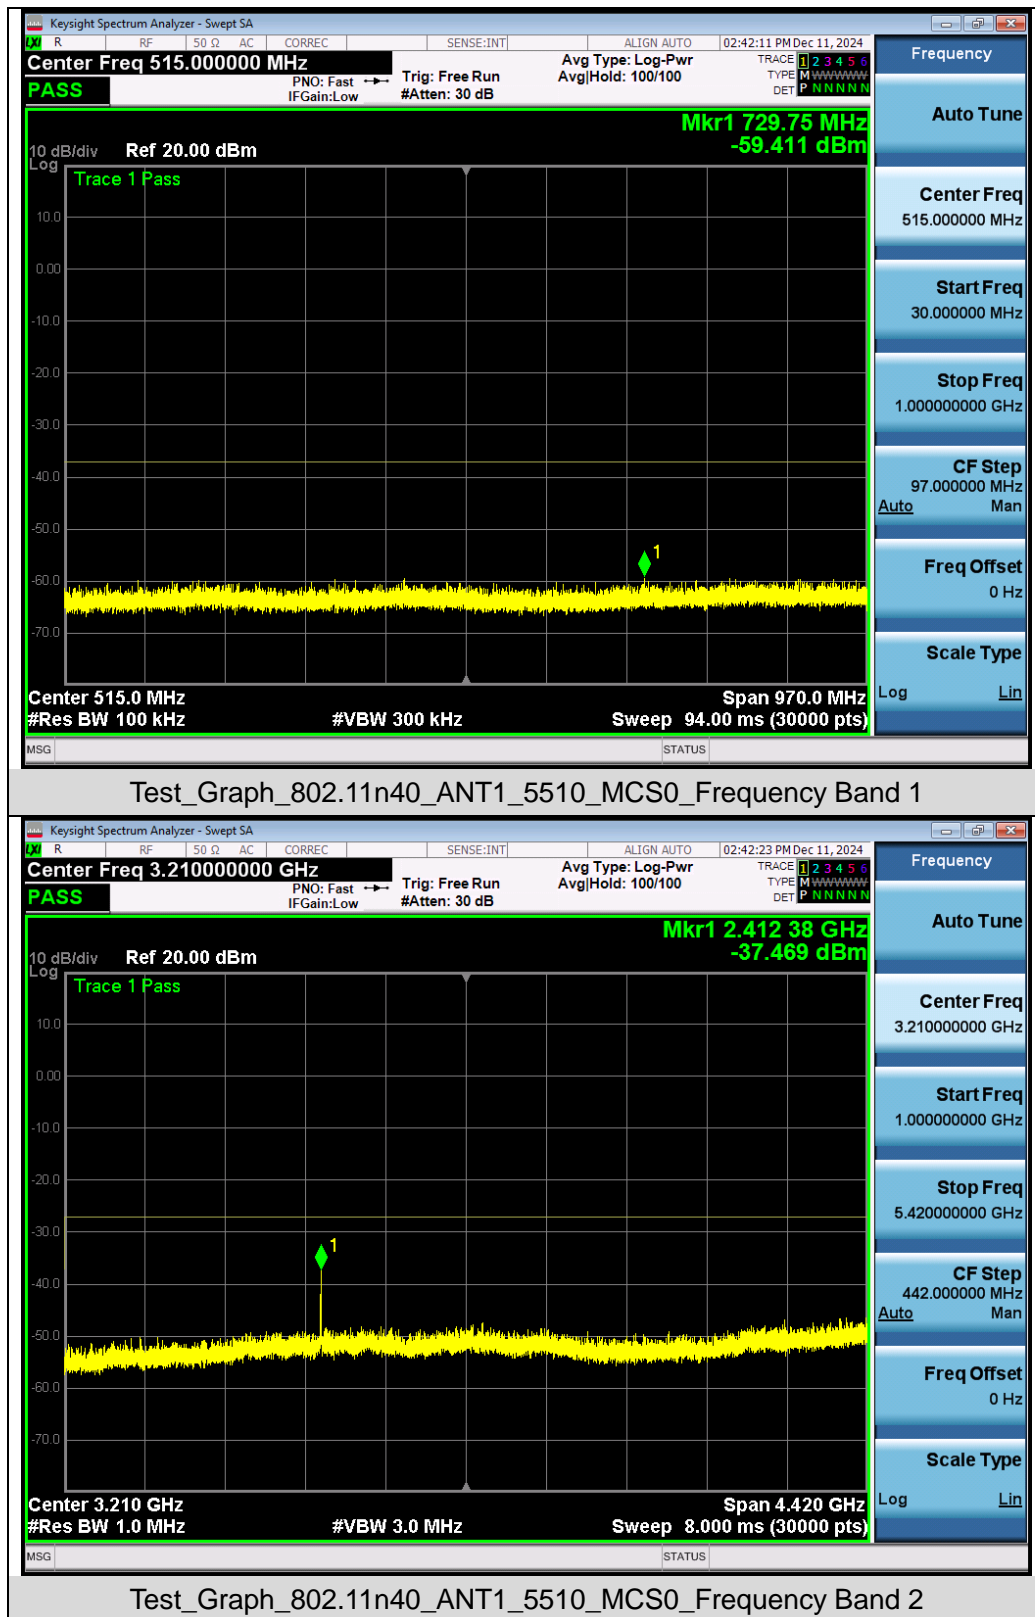 Keysight Spectrum Analyzer - Swept SA
LXI R RF 50 Ω AC CORREC SENSE:INT ALIGN AUTO 02:42:11 PM Dec 11, 2024
Center Freq 515.000000 MHz
PASS
PNO: Fast
IFGain:Low
Trig: Free Run
#Atten: 30 dB
Avg Type: Log-Pwr
Avg|Hold: 100/100
TRACE 1 2 3 4 5 6
TYPE M WWWWW
DET P N N N N N
Mkr1 729.75 MHz
-59.411 dBm
10 dB/div Ref 20.00 dBm
Log
Trace 1 Pass
10.0
0.00
-10.0
-20.0
-30.0
-40.0
-50.0
-60.0
-70.0
1
Center 515.0 MHz Span 970.0 MHz
#Res BW 100 kHz #VBW 300 kHz Sweep 94.00 ms (30000 pts)
MSG STATUS
Frequency
Auto Tune
Center Freq
515.000000 MHz
Start Freq
30.000000 MHz
Stop Freq
1.000000000 GHz
CF Step
97.000000 MHz
Auto Man
Freq Offset
0 Hz
Scale Type
Log Lin
Test_Graph_802.11n40_ANT1_5510_MCS0_Frequency Band 1
Keysight Spectrum Analyzer - Swept SA
LXI R RF 50 Ω AC CORREC SENSE:INT ALIGN AUTO 02:42:23 PM Dec 11, 2024
Center Freq 3.210000000 GHz
PASS
PNO: Fast
IFGain:Low
Trig: Free Run
#Atten: 30 dB
Avg Type: Log-Pwr
Avg|Hold: 100/100
TRACE 1 2 3 4 5 6
TYPE M WWWWW
DET P N N N N N
Mkr1 2.412 38 GHz
-37.469 dBm
10 dB/div Ref 20.00 dBm
Log
Trace 1 Pass
10.0
0.00
-10.0
-20.0
-30.0
-40.0
-50.0
-60.0
-70.0
1
Center 3.210 GHz Span 4.420 GHz
#Res BW 1.0 MHz #VBW 3.0 MHz Sweep 8.000 ms (30000 pts)
MSG STATUS
Frequency
Auto Tune
Center Freq
3.210000000 GHz
Start Freq
1.000000000 GHz
Stop Freq
5.420000000 GHz
CF Step
442.000000 MHz
Auto Man
Freq Offset
0 Hz
Scale Type
Log Lin
Test_Graph_802.11n40_ANT1_5510_MCS0_Frequency Band 2